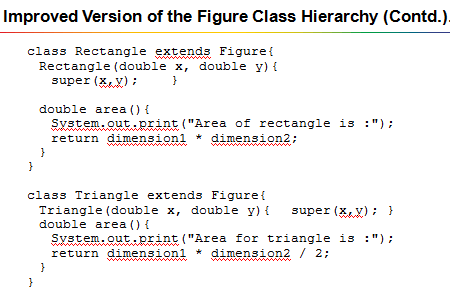 Improved Version of the Figure Class Hierarchy (Contd.).
class Rectangle extends Figure{
Rectangle(double x, double y){
super(x,y); }
double area(){
System.out.print("Area of rectangle is :");
return dimension1 * dimension2;
}
}
class Triangle extends Figure{
Triangle(double x, double y){ super(x,y); }
double area(){
System.out.print("Area for triangle is :");
return dimension1 * dimension2 / 2;
}
}